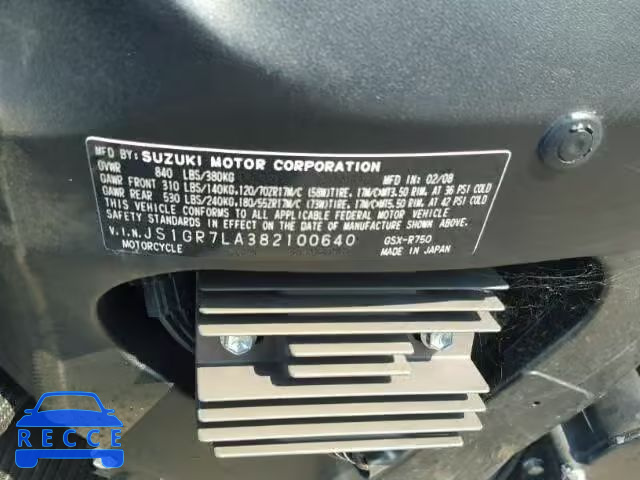 MFD BY: SUZUKI MOTOR CORPORATION
GVWR 840 LBS/380KG MFD IN: 02/08
GAWR FRONT 310 LBS/140KG,120/70ZR17M/C (58W)TIRE, 17M/C×MT3.50 RIM, AT 36 PSI COLD
GAWR REAR 530 LBS/240KG,180/55ZR17M/C (73W)TIRE, 17M/C×MT5.50 RIM, AT 42 PSI COLD
THIS VEHICLE CONFORMS TO ALL APPLICABLE FEDERAL MOTOR VEHICLE
SAFETY STANDARDS IN EFFECT ON THE DATE OF MANUFACTURE SHOWN ABOVE.
V.I.N. JS1GR7LA382100640 GSX-R750
MOTORCYCLE MADE IN JAPAN
RECCE